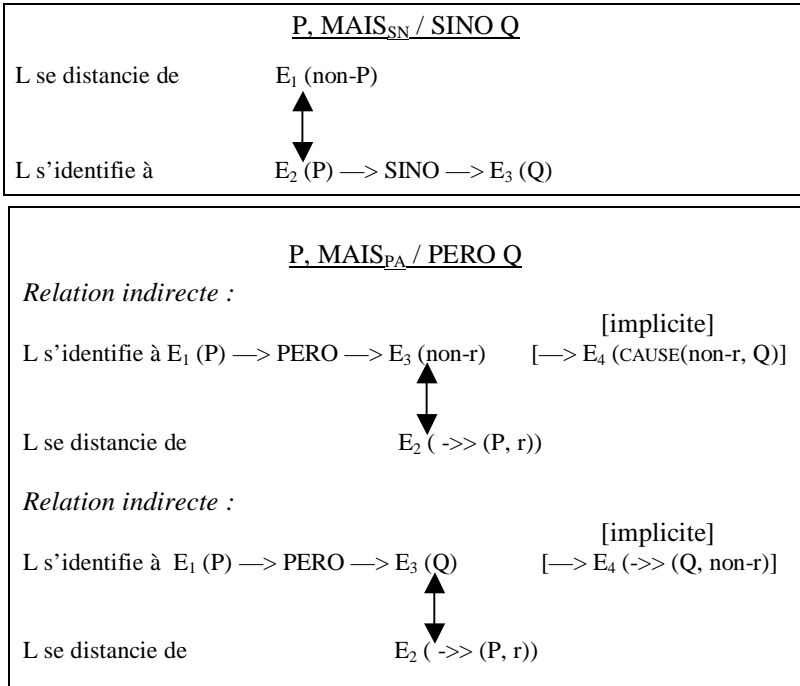 P, MAIS_SN / SINO Q
L se distancie de E₁ (non-P)
L s'identifie à E₂ (P) —> SINO —> E₃ (Q)
P, MAIS_PA / PERO Q
Relation indirecte :
[implicite]
L s'identifie à E₁ (P) —> PERO —> E₃ (non-r) [—> E₄ (CAUSE(non-r, Q)]
L se distancie de E₂ ( ->> (P, r))
Relation indirecte :
[implicite]
L s'identifie à E₁ (P) —> PERO —> E₃ (Q) [—> E₄ (->> (Q, non-r)]
L se distancie de E₂ ( ->> (P, r))